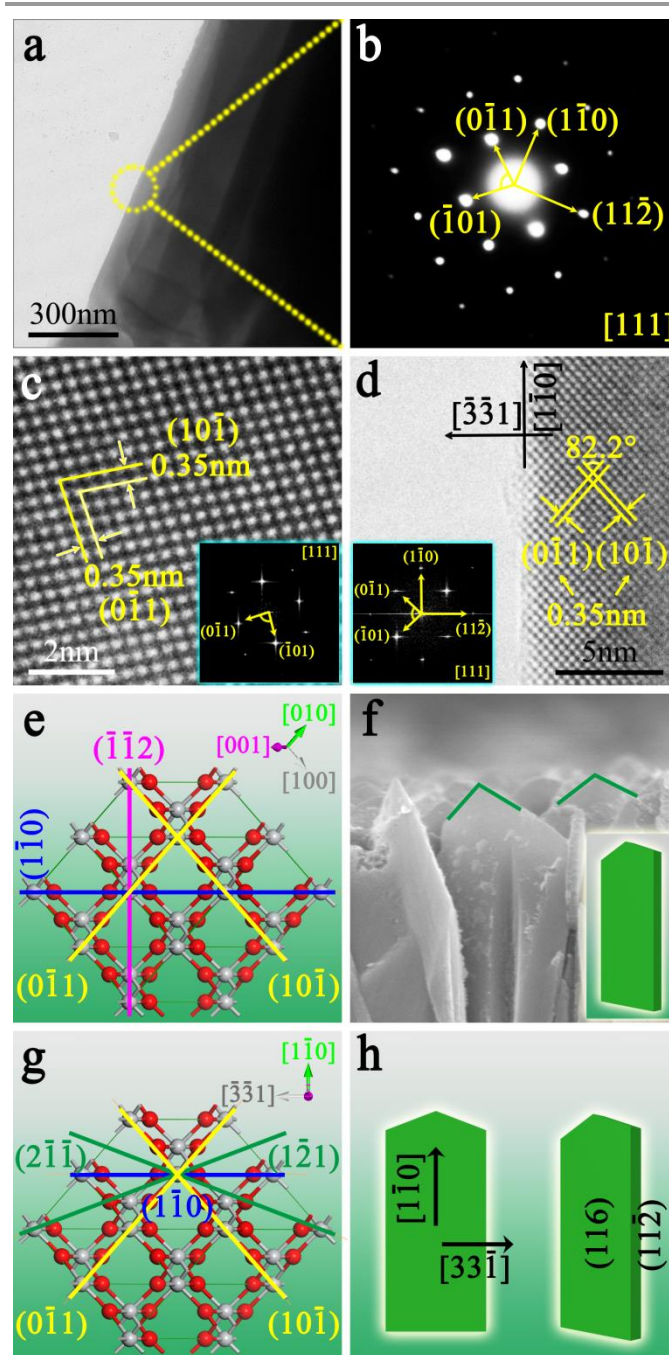 a
300nm
b
(01̄1)
(11̄0)
(1̄01)
(112̄)
[111]
c
(101̄)
0.35nm
0.35nm
(01̄1)
2nm
[111]
(01̄1)
(1̄01)
d
[3̄3̄1]
[11̄0]
82.2°
(01̄1)
(101̄)
0.35nm
5nm
(11̄0)
(01̄1)
(1̄01)
(112̄)
[111]
e
(1̄1̄2)
[010]
[001]
[100]
(11̄0)
(01̄1)
(101̄)
f
g
[11̄0]
[3̄3̄1]
(21̄1̄)
(12̄1)
(11̄0)
(01̄1)
(101̄)
h
[11̄0]
[331̄]
(116)
(112̄)